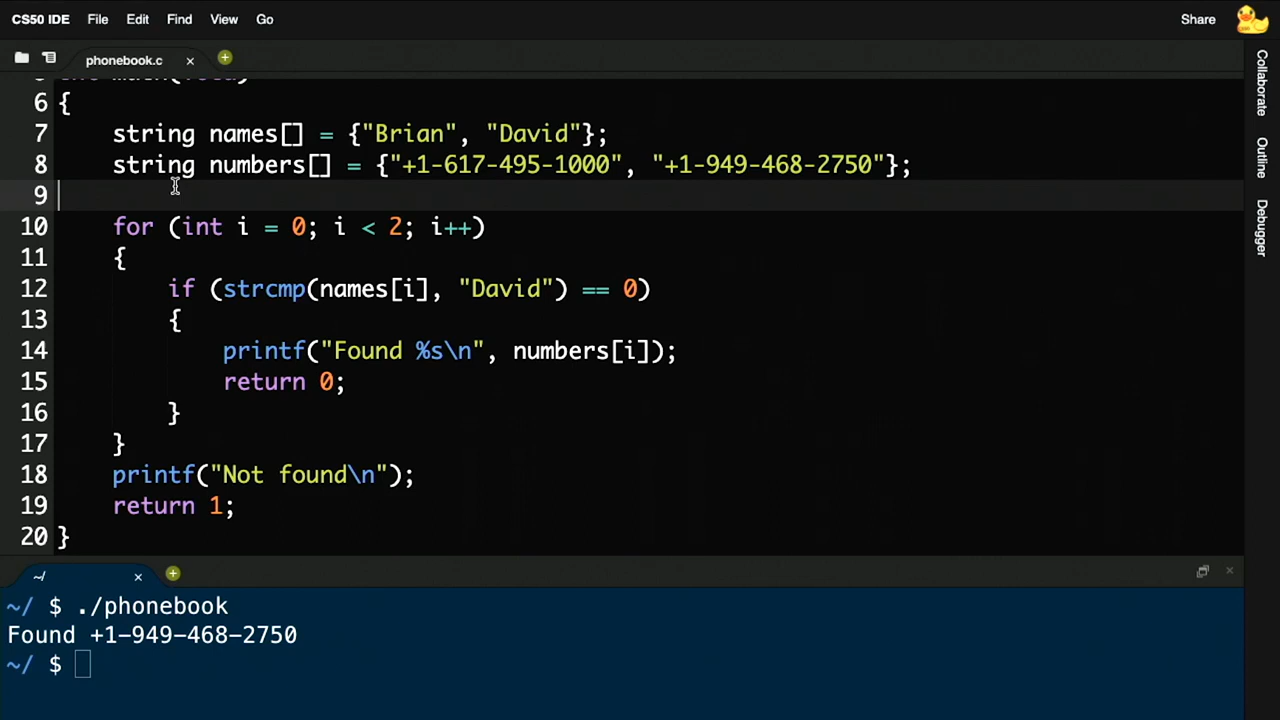 CS50 IDE File Edit Find View Go Share
phonebook.c
6 {
7 string names[] = {"Brian", "David"};
8 string numbers[] = {"+1-617-495-1000", "+1-949-468-2750"};
9
10 for (int i = 0; i < 2; i++)
11 {
12 if (strcmp(names[i], "David") == 0)
13 {
14 printf("Found %s\n", numbers[i]);
15 return 0;
16 }
17 }
18 printf("Not found\n");
19 return 1;
20 }
~/
~/ $ ./phonebook
Found +1-949-468-2750
~/ $
Collaborate
Outline
Debugger